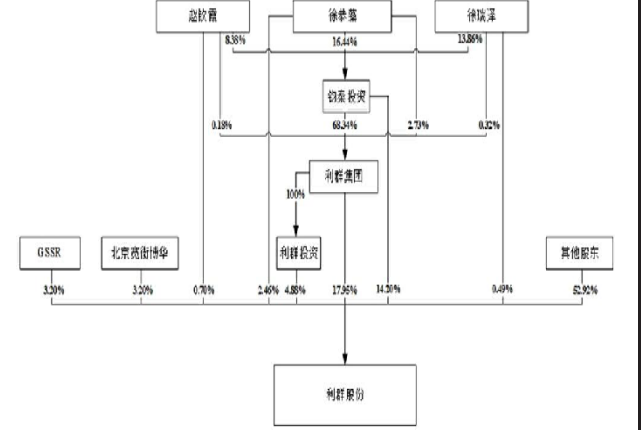 赵钦霞 徐恭藻 徐瑞泽
8.38% 16.44% 13.86%
钧泰投资
0.18% 68.34% 2.73% 0.32%
利群集团
100%
GSSR 北京宽街博华 利群投资 其他股东
3.20% 3.20% 0.70% 2.46% 4.88% 17.95% 14.20% 0.49% 52.92%
利群股份